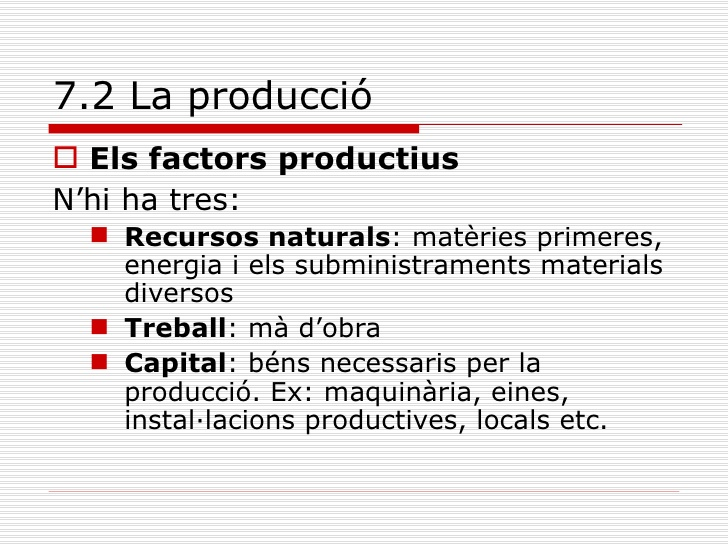 7.2 La producció
Els factors productius
N’hi ha tres:
Recursos naturals: matèries primeres,
energia i els subministraments materials
diversos
Treball: mà d’obra
Capital: béns necessaris per la
producció. Ex: maquinària, eines,
instal·lacions productives, locals etc.